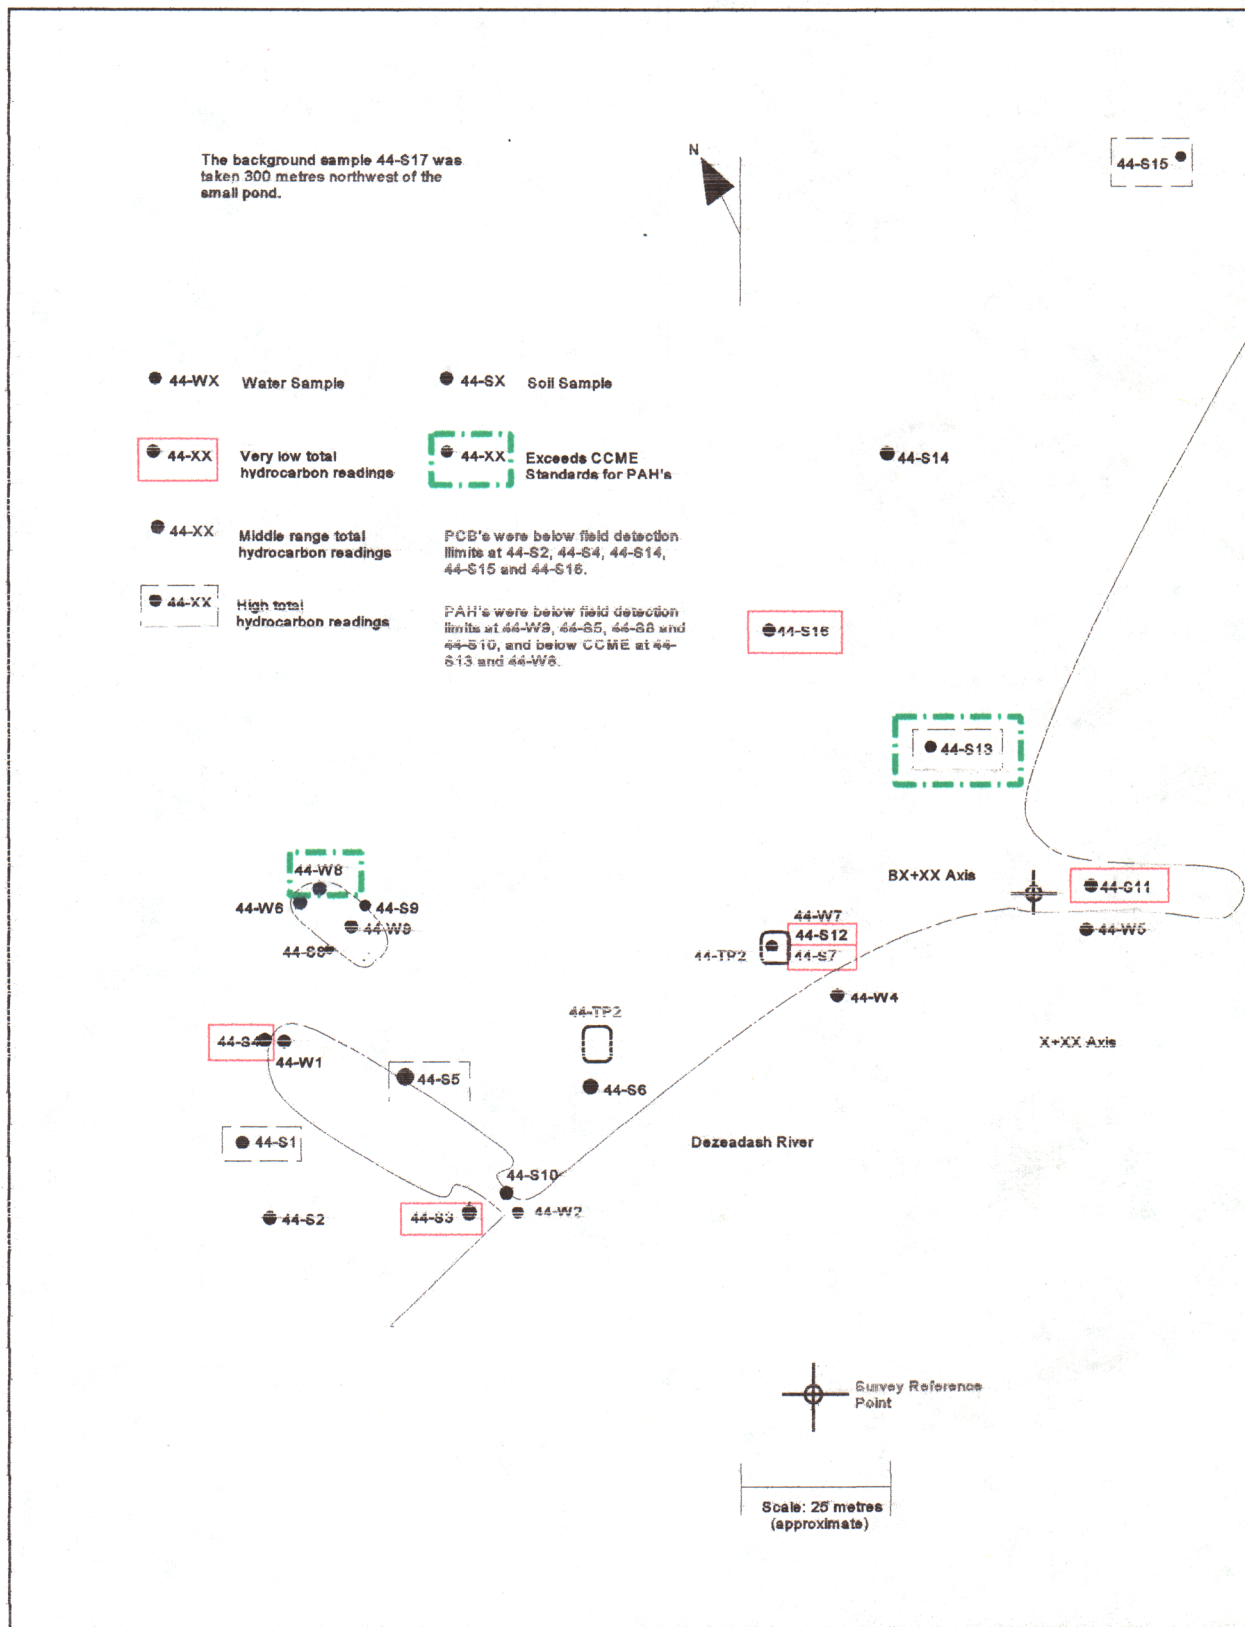 The background sample 44-S17 was
taken 300 metres northwest of the
small pond.
N
44-S15
44-WX Water Sample
44-SX Soil Sample
44-XX Very low total
hydrocarbon readings
44-XX Exceeds CCME
Standards for PAH's
44-XX Middle range total
hydrocarbon readings
PCB's were below field detection
limits at 44-S2, 44-S4, 44-S14,
44-S15 and 44-S16.
44-XX High total
hydrocarbon readings
PAH's were below field detection
limits at 44-W9, 44-S5, 44-S8 and
44-S10, and below CCME at 44-
S13 and 44-W8.
44-S14
44-S16
44-S13
44-W8
44-W6
44-S9
44-W9
44-S8
BX+XX Axis
44-S11
44-W5
44-W7
44-S12
44-TP2
44-S7
44-W4
44-TP2
X+XX Axis
44-S4
44-W1
44-S5
44-S6
44-S1
Dezeadash River
44-S10
44-S2
44-S3
44-W2
Survey Reference
Point
Scale: 25 metres
(approximate)